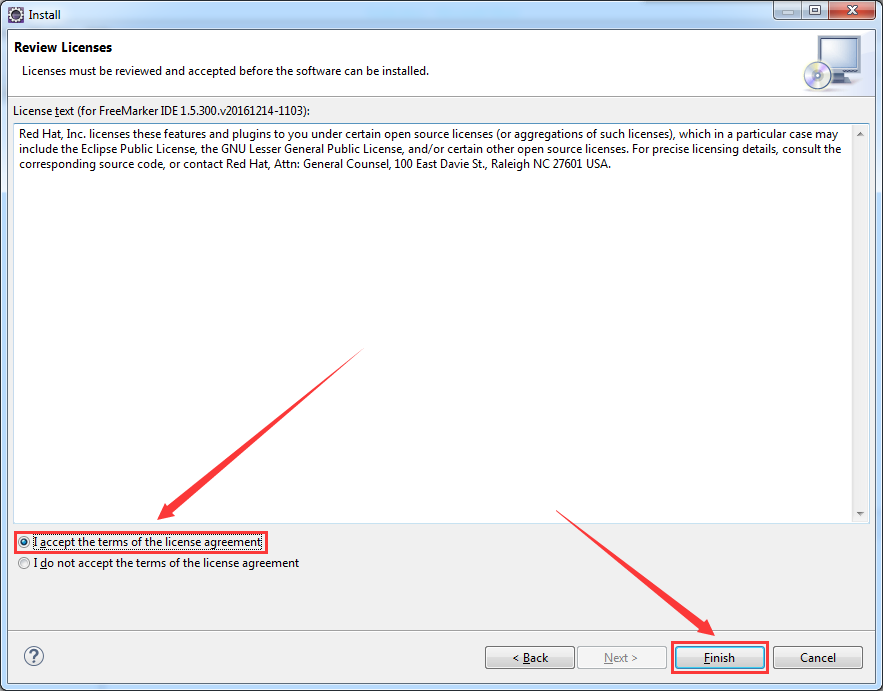 Install
Review Licenses
Licenses must be reviewed and accepted before the software can be installed.
License text (for FreeMarker IDE 1.5.300.v20161214-1103):
Red Hat, Inc. licenses these features and plugins to you under certain open source licenses (or aggregations of such licenses), which in a particular case may
include the Eclipse Public License, the GNU Lesser General Public License, and/or certain other open source licenses. For precise licensing details, consult the
corresponding source code, or contact Red Hat, Attn: General Counsel, 100 East Davie St., Raleigh NC 27601 USA.
I accept the terms of the license agreement
I do not accept the terms of the license agreement
?
< Back
Next >
Finish
Cancel